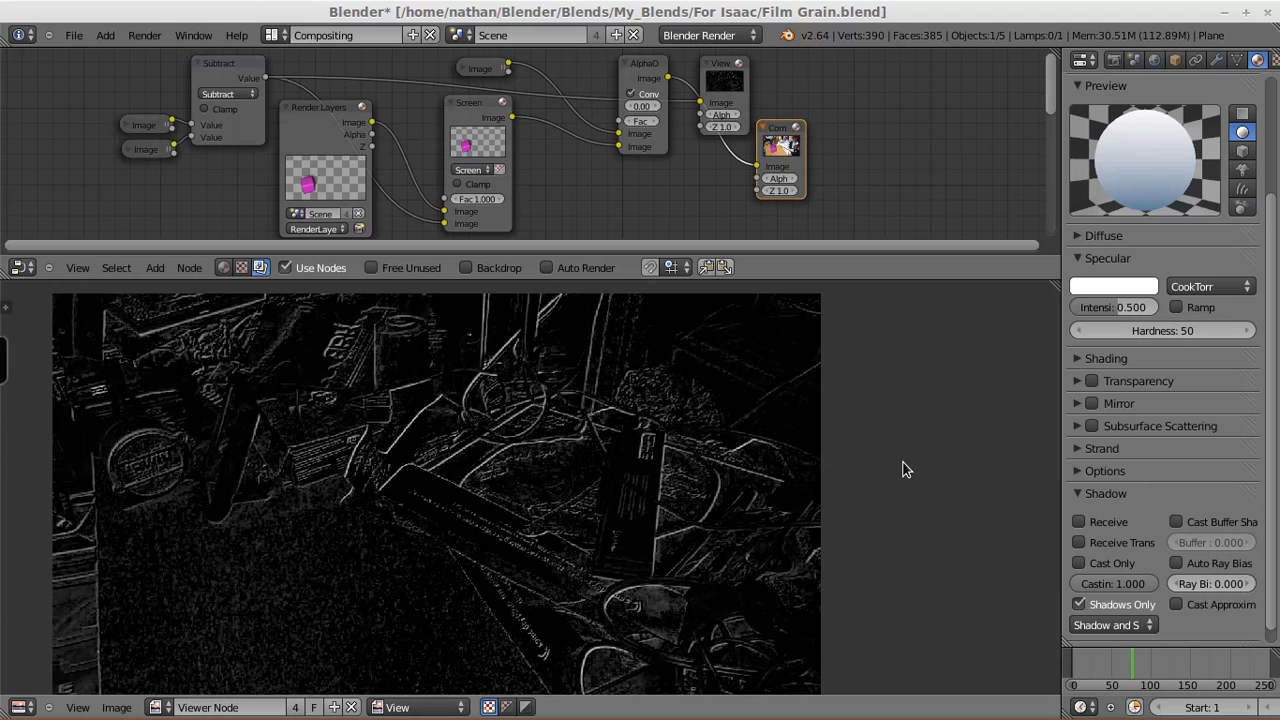 Blender* [/home/nathan/Blender/Blends/My_Blends/For Isaac/Film Grain.blend]
File Add Render Window Help Compositing Scene 4 Blender Render v2.64 | Verts:390 | Faces:385 | Objects:1/5 | Lamps:0/1 | Mem:30.51M (112.89M) | Plane
Subtract
Value
Subtract
Clamp
Value
Value
Image
Image
RenderLayers
Image
Alpha
Z
Scene 4
RenderLaye
Image
Screen
Image
Screen
Clamp
Fac 1.000
Image
Image
AlphaO
Image
Conv
0.00
Fac
Image
Image
View
Image
Alph
Z 1.0
Com
Image
Alph
Z 1.0
View Select Add Node Use Nodes Free Unused Backdrop Auto Render
Preview
Diffuse
Specular
CookTorr
Intensi: 0.500 Ramp
Hardness: 50
Shading
Transparency
Mirror
Subsurface Scattering
Strand
Options
Shadow
Receive Cast Buffer Sha
Receive Trans Buffer : 0.000
Cast Only Auto Ray Bias
Castin: 1.000 Ray Bi: 0.000
Shadows Only Cast Approxim
Shadow and S
0 50 100 150 200 250
View Image Viewer Node 4 F View Start: 1